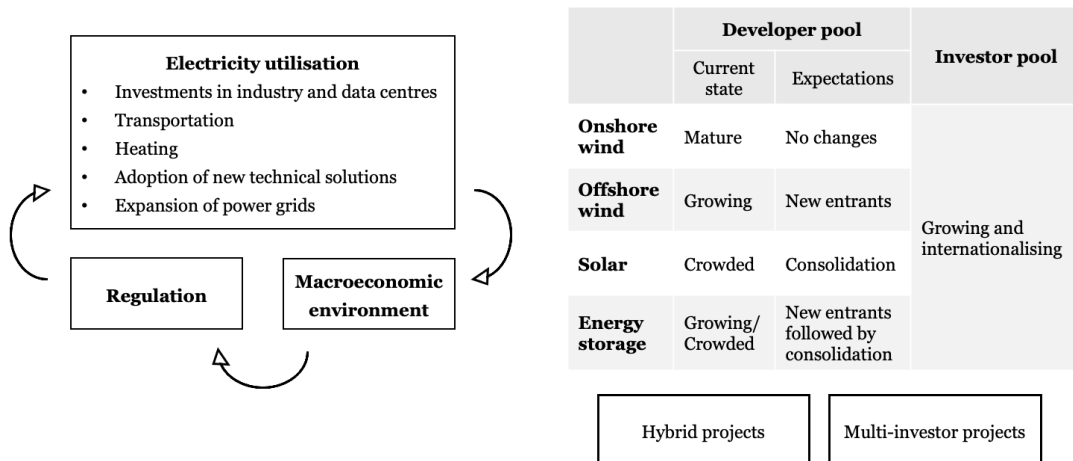 Electricity utilisation
• Investments in industry and data centres
• Transportation
• Heating
• Adoption of new technical solutions
• Expansion of power grids
Regulation
Macroeconomic
environment
Developer pool
Investor pool
Current
state
Expectations
Onshore
wind
Mature
No changes
Offshore
wind
Growing
New entrants
Solar
Crowded
Consolidation
Energy
storage
Growing/
Crowded
New entrants
followed by
consolidation
Growing and
internationalising
Hybrid projects
Multi-investor projects